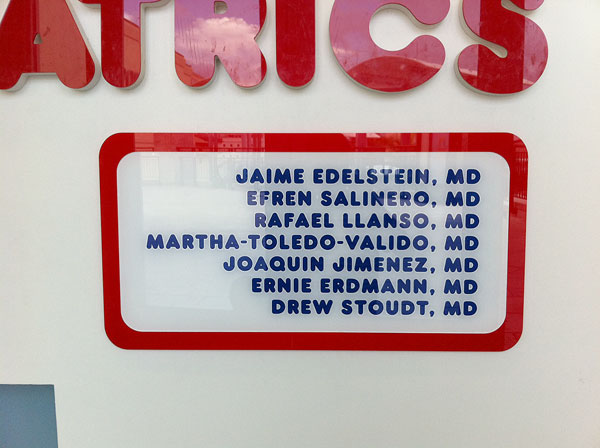 ATRICS
JAIME EDELSTEIN, MD
EFREN SALINERO, MD
RAFAEL LLANSO, MD
MARTHA-TOLEDO-VALIDO, MD
JOAQUIN JIMENEZ, MD
ERNIE ERDMANN, MD
DREW STOUDT, MD